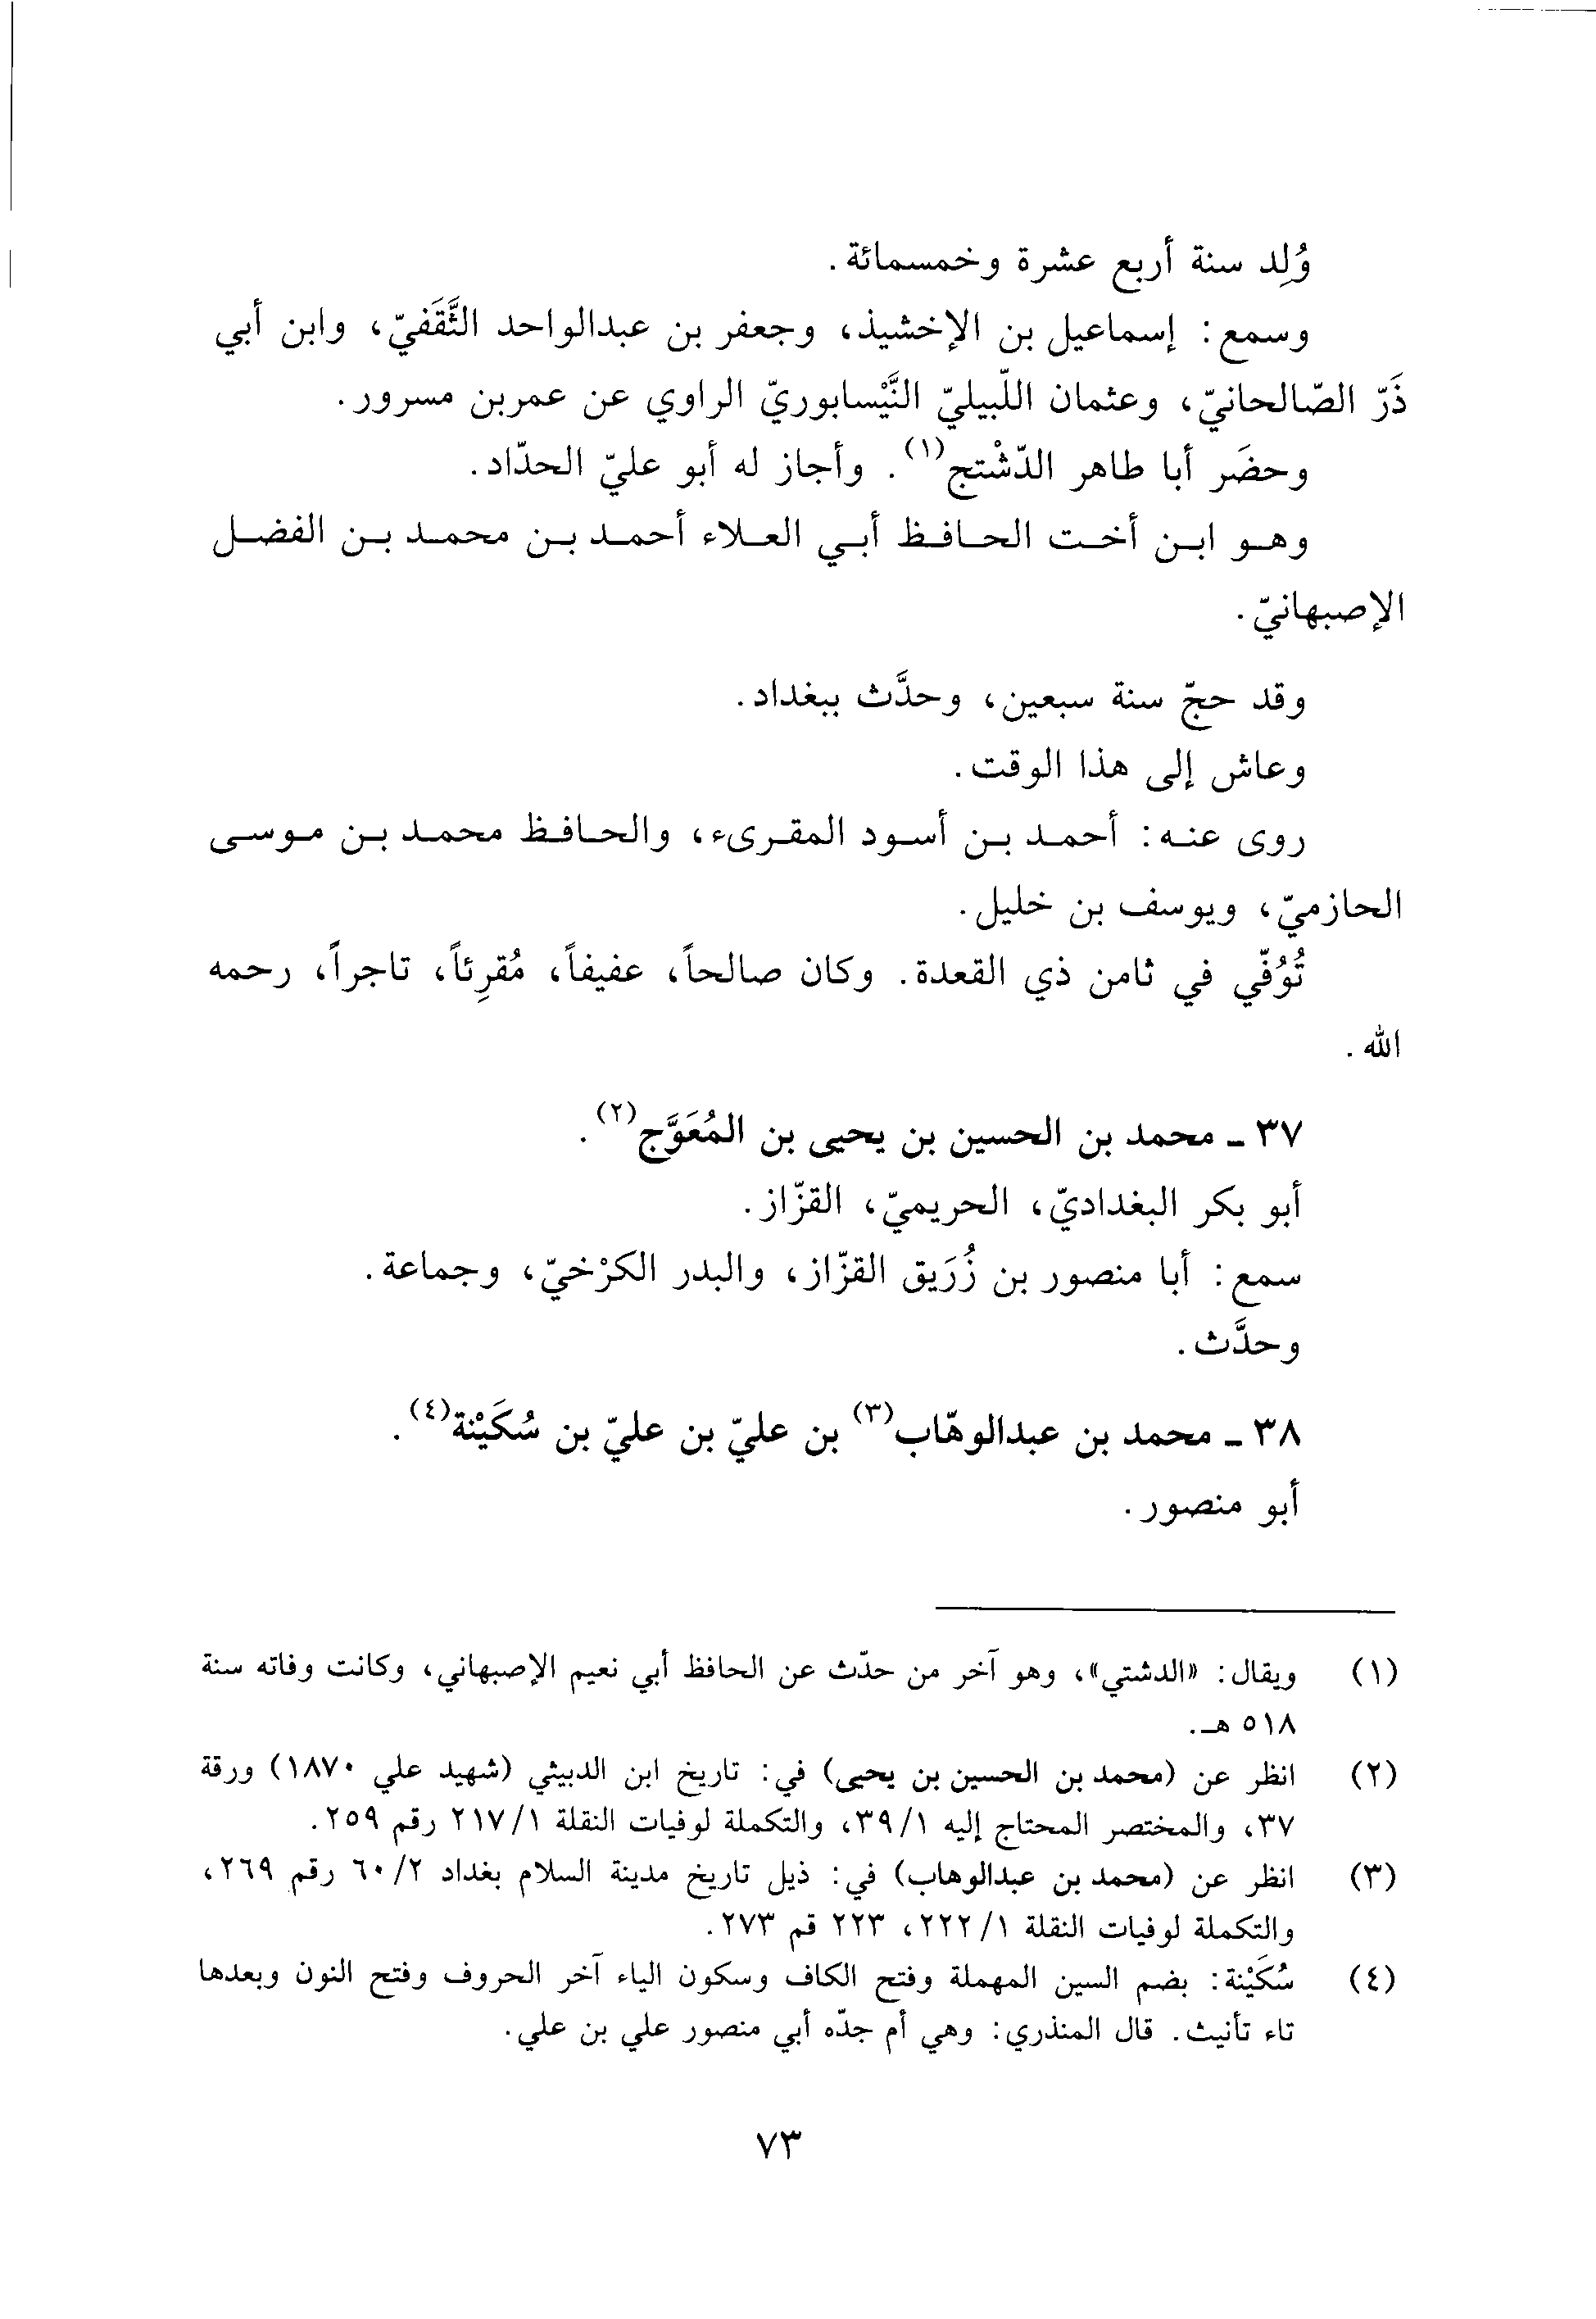 وُلِد سنة أربع عشرة وخمسمائة.
وسمع: إسماعيل بن الإخشيذ، وجعفر بن عبدالواحد الثَّقَفيّ، وابن أبي
ذَرّ الصّالحانيّ، وعثمان اللّبيليّ النَّيْسابوريّ الراوي عن عمربن مسرور.
وحضَر أبا طاهر الدّشْتج(١). وأجاز له أبو عليّ الحدّاد.
وهو ابن أخت الحافظ أبي العلاء أحمد بن محمد بن الفضل
الإصبهانيّ.
وقد حجّ سنة سبعين، وحدَّث ببغداد.
وعاش إلى هذا الوقت.
روى عنه: أحمد بن أسود المقرىء، والحافظ محمد بن موسى
الحازميّ، ويوسف بن خليل.
تُوُفّي في ثامن ذي القعدة. وكان صالحاً، عفيفاً، مُقرِئاً، تاجراً، رحمه
الله.
٣٧ ـ محمد بن الحسين بن يحيى بن المُعَوَّج(٢).
أبو بكر البغداديّ، الحريميّ، القزّاز.
سمع: أبا منصور بن زُرَيق القزّاز، والبدر الكرْخيّ، وجماعة.
وحدَّث.
٣٨ ـ محمد بن عبدالوهّاب(٣) بن عليّ بن عليّ بن سُكَيْنة(٤).
أبو منصور.
(١) ويقال: «الدشتي»، وهو آخر من حدّث عن الحافظ أبي نعيم الإصبهاني، وكانت وفاته سنة
٥١٨ هـ.
(٢) انظر عن (محمد بن الحسين بن يحيى) في: تاريخ ابن الدبيثي (شهيد علي ١٨٧٠) ورقة
٣٧، والمختصر المحتاج إليه ١/ ٣٩، والتكملة لوفيات النقلة ١/ ٢١٧ رقم ٢٥٩.
(٣) انظر عن (محمد بن عبدالوهاب) في: ذيل تاريخ مدينة السلام بغداد ٢/ ٦٠ رقم ٢٦٩،
والتكملة لوفيات النقلة ١/ ٢٢٢، ٢٢٣ قم ٢٧٣.
(٤) سُكَيْنة: بضم السين المهملة وفتح الكاف وسكون الياء آخر الحروف وفتح النون وبعدها
تاء تأنيث. قال المنذري: وهي أم جدّه أبي منصور علي بن علي.
٧٣